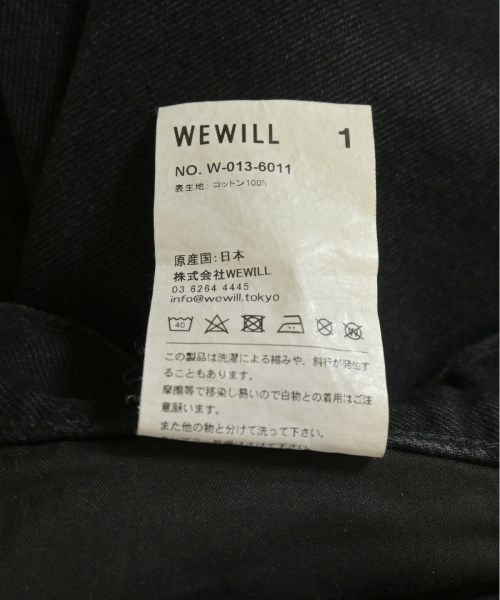 WEWILL 1
NO. W-013-6011
表生地: コットン100%
原産国:日本
株式会社WEWILL
03 6264 4445
info@wewill.tokyo
40
W
この製品は洗濯による縮みや、斜行が発生す
ることもあります。
摩擦等で移染し易いので白物との着用はご注
意願います。
また他の物と分けて洗って下さい。